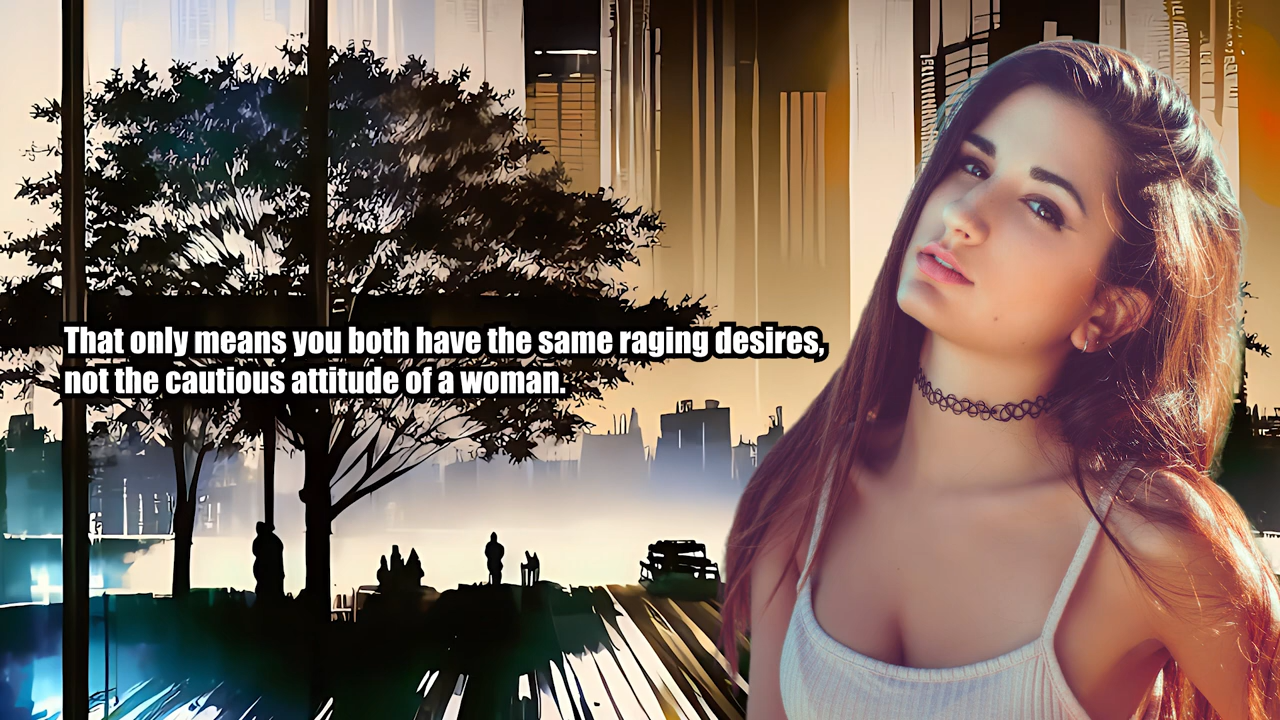 That only means you both have the same raging desires,
not the cautious attitude of a woman.